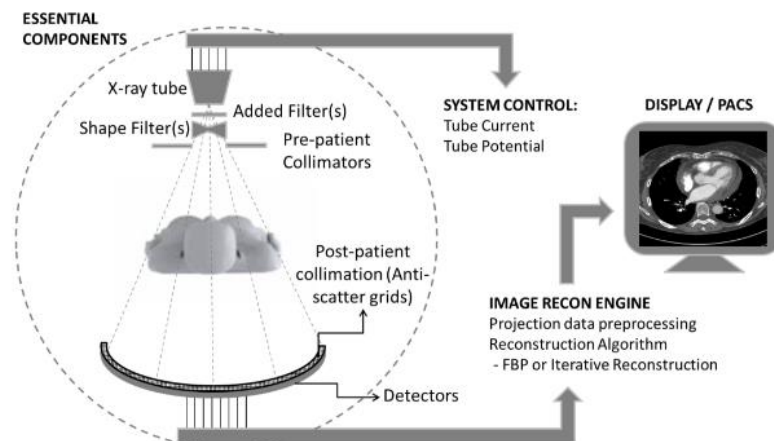 ESSENTIAL
COMPONENTS
X-ray tube
Added Filter(s)
Shape Filter(s)
Pre-patient
Collimators
Post-patient
collimation (Anti-
scatter grids)
Detectors
SYSTEM CONTROL:
Tube Current
Tube Potential
DISPLAY / PACS
IMAGE RECON ENGINE
Projection data preprocessing
Reconstruction Algorithm
- FBP or Iterative Reconstruction